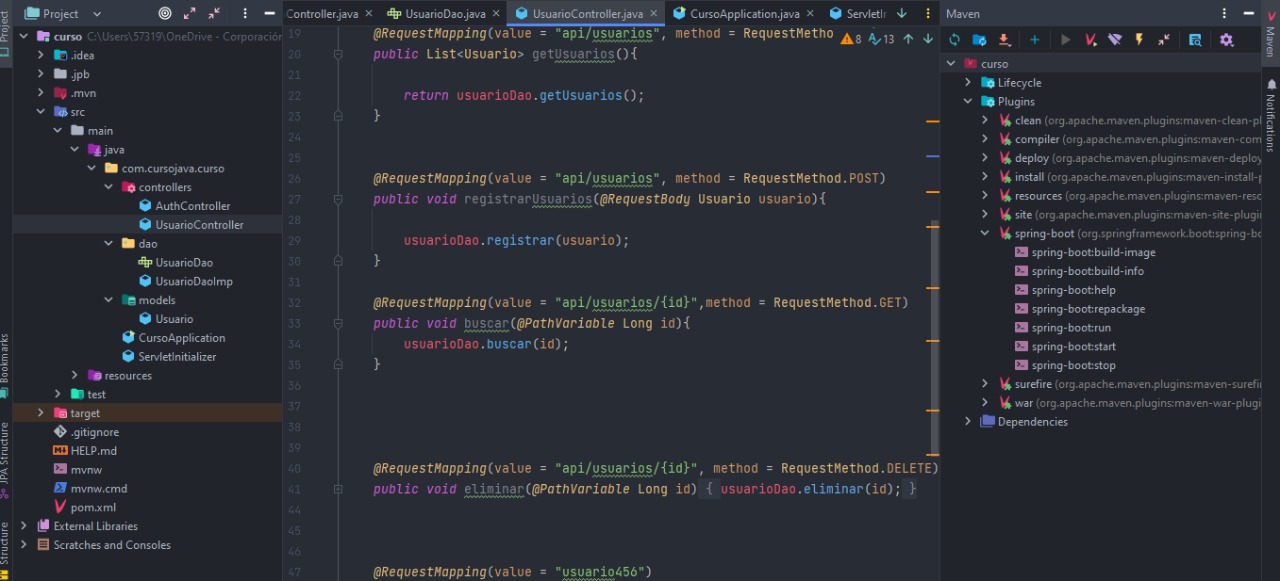 Project
Controller.java
UsuarioDao.java
UsuarioController.java
CursoApplication.java
ServletIr
Maven
curso C:\Users\57319\OneDrive - Corporación
.idea
.jpb
.mvn
src
main
java
com.cursojava.curso
controllers
AuthController
UsuarioController
dao
UsuarioDao
UsuarioDaoImp
models
Usuario
CursoApplication
ServletInitializer
resources
test
target
.gitignore
HELP.md
mvnw
mvnw.cmd
pom.xml
External Libraries
Scratches and Consoles
Project
Bookmarks
JPA Structure
Structure
8 13
19 @RequestMapping(value = "api/usuarios", method = RequestMetho
20 public List<Usuario> getUsuarios(){
21
22 return usuarioDao.getUsuarios();
23 }
24
25
26 @RequestMapping(value = "api/usuarios", method = RequestMethod.POST)
27 public void registrarUsuarios(@RequestBody Usuario usuario){
28
29 usuarioDao.registrar(usuario);
30 }
31
32 @RequestMapping(value = "api/usuarios/{id}",method = RequestMethod.GET)
33 public void buscar(@PathVariable Long id){
34 usuarioDao.buscar(id);
35 }
36
37
38
39
40 @RequestMapping(value = "api/usuarios/{id}", method = RequestMethod.DELETE)
41 public void eliminar(@PathVariable Long id) { usuarioDao.eliminar(id); }
44
45
46
47 @RequestMapping(value = "usuario456")
curso
Lifecycle
Plugins
clean (org.apache.maven.plugins:maven-clean-pl
compiler (org.apache.maven.plugins:maven-com
deploy (org.apache.maven.plugins:maven-deploy
install (org.apache.maven.plugins:maven-install-p
resources (org.apache.maven.plugins:maven-reso
site (org.apache.maven.plugins:maven-site-plugin
spring-boot (org.springframework.boot:spring-bo
spring-boot:build-image
spring-boot:build-info
spring-boot:help
spring-boot:repackage
spring-boot:run
spring-boot:start
spring-boot:stop
surefire (org.apache.maven.plugins:maven-surefir
war (org.apache.maven.plugins:maven-war-plugi
Dependencies
Maven
Notifications